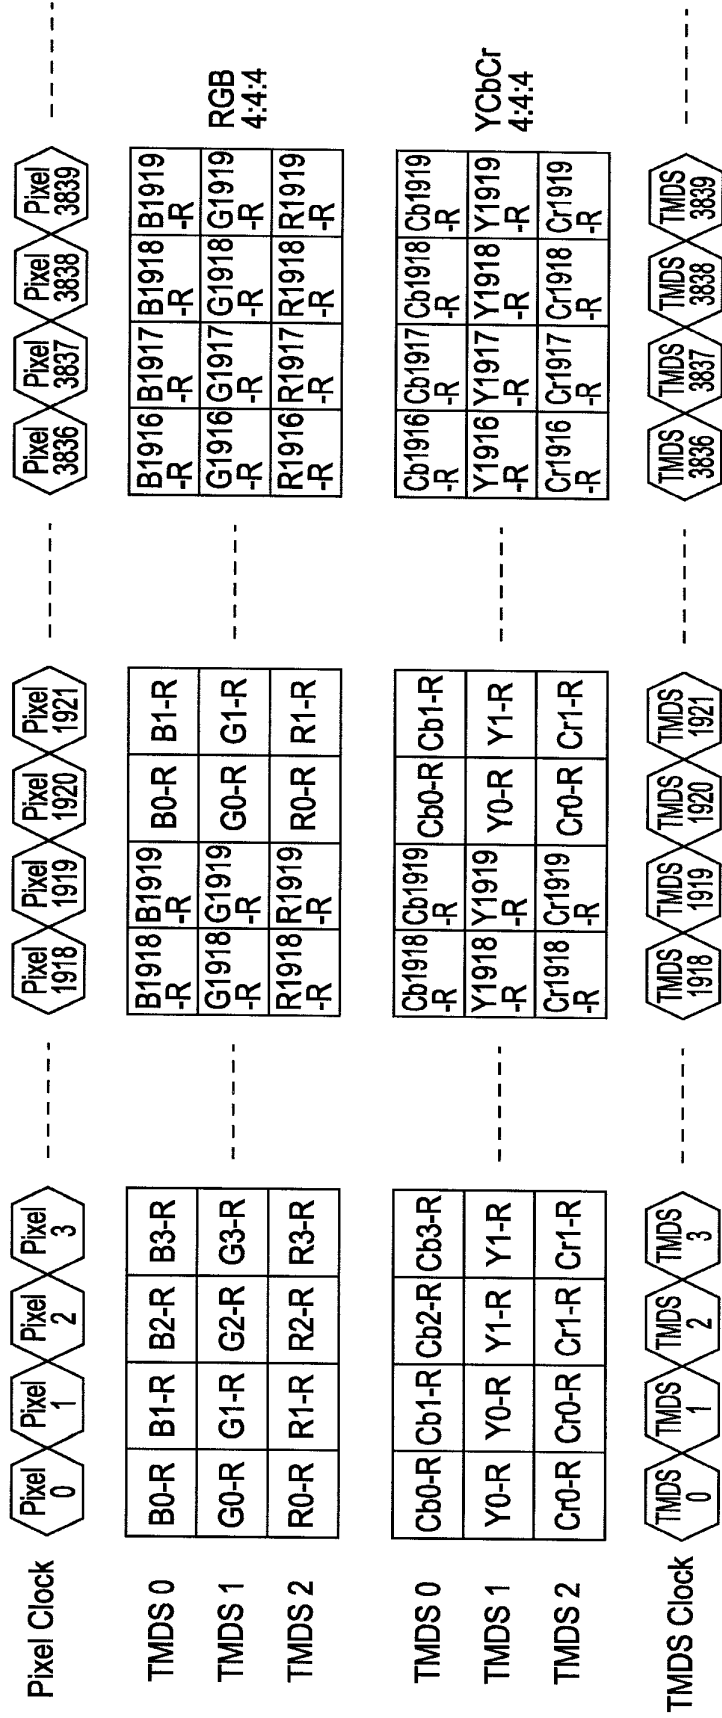 Pixel Clock Pixel 0 Pixel 1 Pixel 2 Pixel 3 ----- Pixel 1918 Pixel 1919 Pixel 1920 Pixel 1921 ----- Pixel 3836 Pixel 3837 Pixel 3838 Pixel 3839 -----
TMDS 0 B0-R B1-R B2-R B3-R B1918-R B1919-R B0-R B1-R B1916-R B1917-R B1918-R B1919-R
TMDS 1 G0-R G1-R G2-R G3-R ----- G1918-R G1919-R G0-R G1-R ----- G1916-R G1917-R G1918-R G1919-R
TMDS 2 R0-R R1-R R2-R R3-R R1918-R R1919-R R0-R R1-R R1916-R R1917-R R1918-R R1919-R
RGB
4:4:4
TMDS 0 Cb0-R Cb1-R Cb2-R Cb3-R Cb1918-R Cb1919-R Cb0-R Cb1-R Cb1916-R Cb1917-R Cb1918-R Cb1919-R
TMDS 1 Y0-R Y0-R Y1-R Y1-R ----- Y1918-R Y1919-R Y0-R Y1-R ----- Y1916-R Y1917-R Y1918-R Y1919-R
TMDS 2 Cr0-R Cr0-R Cr1-R Cr1-R Cr1918-R Cr1919-R Cr0-R Cr1-R Cr1916-R Cr1917-R Cr1918-R Cr1919-R
YCbCr
4:4:4
TMDS Clock TMDS 0 TMDS 1 TMDS 2 TMDS 3 ----- TMDS 1918 TMDS 1919 TMDS 1920 TMDS 1921 ----- TMDS 3836 TMDS 3837 TMDS 3838 TMDS 3839 -----